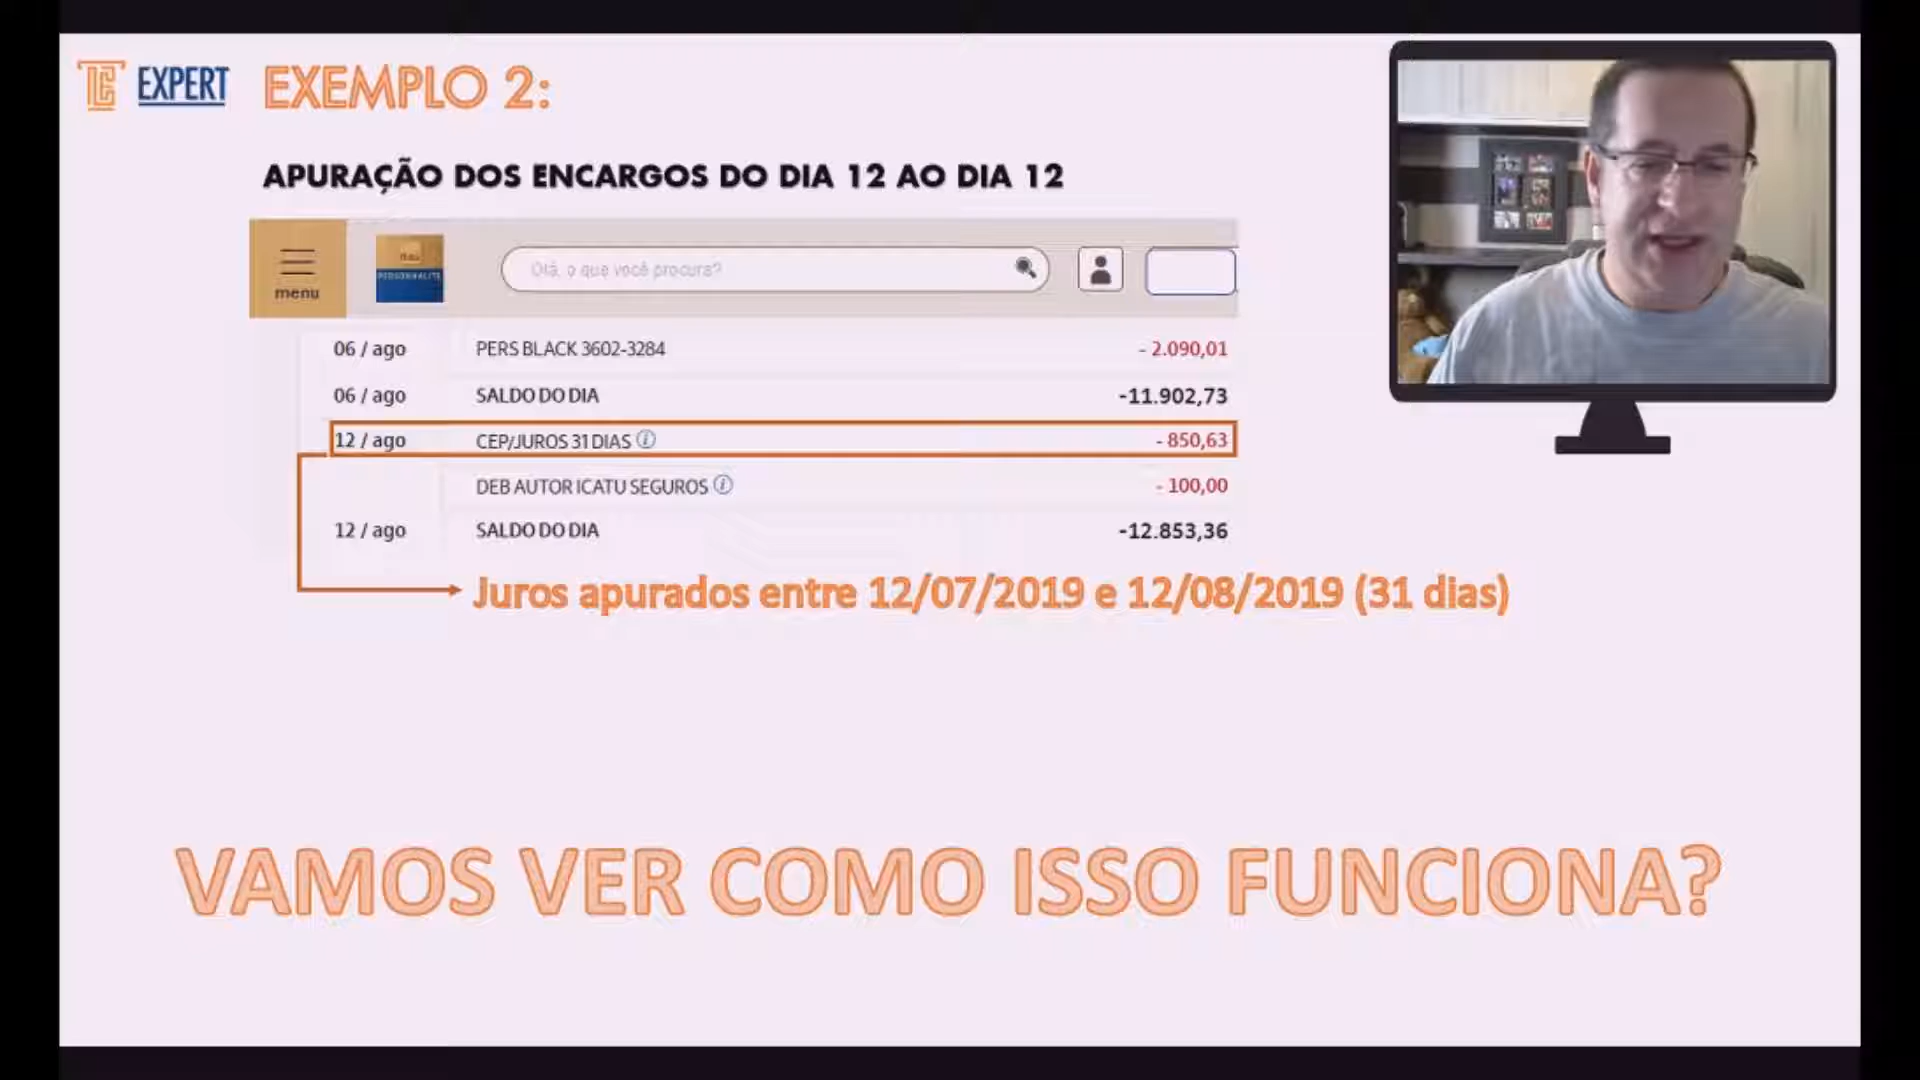 TC EXPERT EXEMPLO 2:
APURAÇÃO DOS ENCARGOS DO DIA 12 AO DIA 12
menu
PERSONNALITE
Olá, o que você procura?
06 / ago PERS BLACK 3602-3284 - 2.090,01
06 / ago SALDO DO DIA -11.902,73
12 / ago CEP/JUROS 31 DIAS - 850,63
DEB AUTOR ICATU SEGUROS - 100,00
12 / ago SALDO DO DIA -12.853,36
Juros apurados entre 12/07/2019 e 12/08/2019 (31 dias)
VAMOS VER COMO ISSO FUNCIONA?